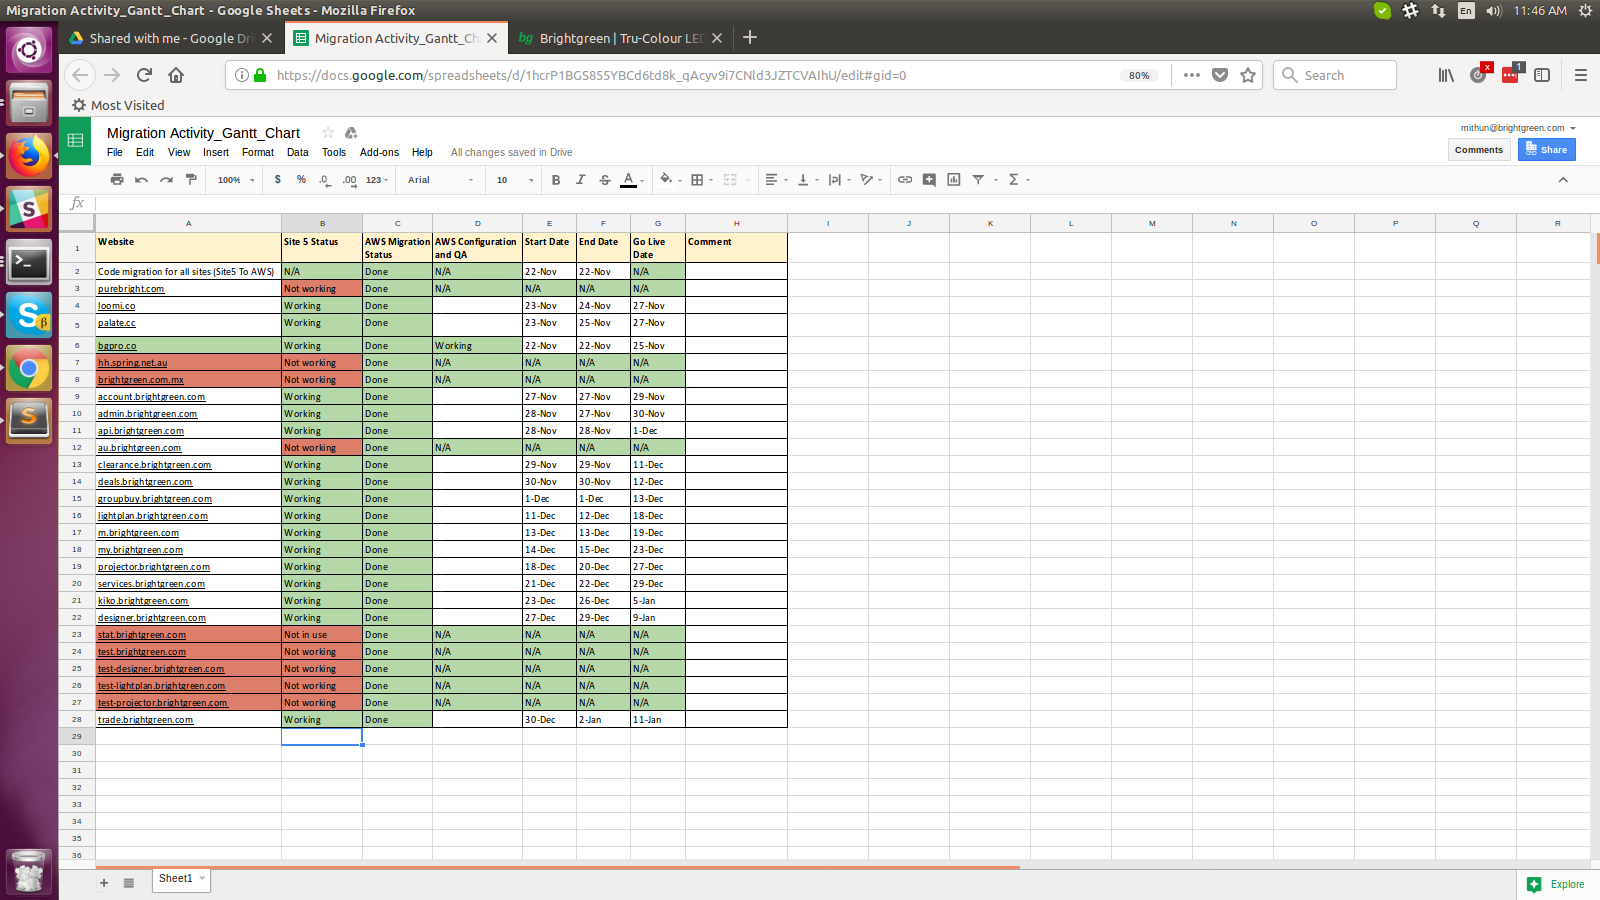 Migration Activity_Gantt_Chart - Google Sheets - Mozilla Firefox
En
11:46 AM
Shared with me - Google Dri
Migration Activity_Gantt_Ch
bg Brightgreen | Tru-Colour LED
https://docs.google.com/spreadsheets/d/1hcrP1BGS855YBCd6td8k_qAcyv9i7CNld3JZTCVAIhU/edit#gid=0
80%
Search
x
1
Most Visited
Migration Activity_Gantt_Chart
mithun@brightgreen.com
File Edit View Insert Format Data Tools Add-ons Help All changes saved in Drive
Comments
Share
100% $ % .0 .00 123 Arial 10 B I S A
fx
A B C D E F G H I J K L M N O P Q R
1 Website Site 5 Status AWS Migration Status AWS Configuration and QA Start Date End Date Go Live Date Comment
2 Code migration for all sites (Site5 To AWS) N/A Done N/A 22-Nov 22-Nov N/A
3 purebright.com Not working Done N/A N/A N/A N/A
4 loomi.co Working Done 23-Nov 24-Nov 27-Nov
5 palate.cc Working Done 23-Nov 25-Nov 27-Nov
6 bgpro.co Working Done Working 22-Nov 22-Nov 25-Nov
7 hh.spring.net.au Not working Done N/A N/A N/A N/A
8 brightgreen.com.mx Not working Done N/A N/A N/A N/A
9 account.brightgreen.com Working Done 27-Nov 27-Nov 29-Nov
10 admin.brightgreen.com Working Done 28-Nov 27-Nov 30-Nov
11 api.brightgreen.com Working Done 28-Nov 28-Nov 1-Dec
12 au.brightgreen.com Not working Done N/A N/A N/A N/A
13 clearance.brightgreen.com Working Done 29-Nov 29-Nov 11-Dec
14 deals.brightgreen.com Working Done 30-Nov 30-Nov 12-Dec
15 groupbuy.brightgreen.com Working Done 1-Dec 1-Dec 13-Dec
16 lightplan.brightgreen.com Working Done 11-Dec 12-Dec 18-Dec
17 m.brightgreen.com Working Done 13-Dec 13-Dec 19-Dec
18 my.brightgreen.com Working Done 14-Dec 15-Dec 23-Dec
19 projector.brightgreen.com Working Done 18-Dec 20-Dec 27-Dec
20 services.brightgreen.com Working Done 21-Dec 22-Dec 29-Dec
21 kiko.brightgreen.com Working Done 23-Dec 26-Dec 5-Jan
22 designer.brightgreen.com Working Done 27-Dec 29-Dec 9-Jan
23 stat.brightgreen.com Not in use Done N/A N/A N/A N/A
24 test.brightgreen.com Not working Done N/A N/A N/A N/A
25 test-designer.brightgreen.com Not working Done N/A N/A N/A N/A
26 test-lightplan.brightgreen.com Not working Done N/A N/A N/A N/A
27 test-projector.brightgreen.com Not working Done N/A N/A N/A N/A
28 trade.brightgreen.com Working Done 30-Dec 2-Jan 11-Jan
29
30
31
32
33
34
35
36
Sheet1
Explore